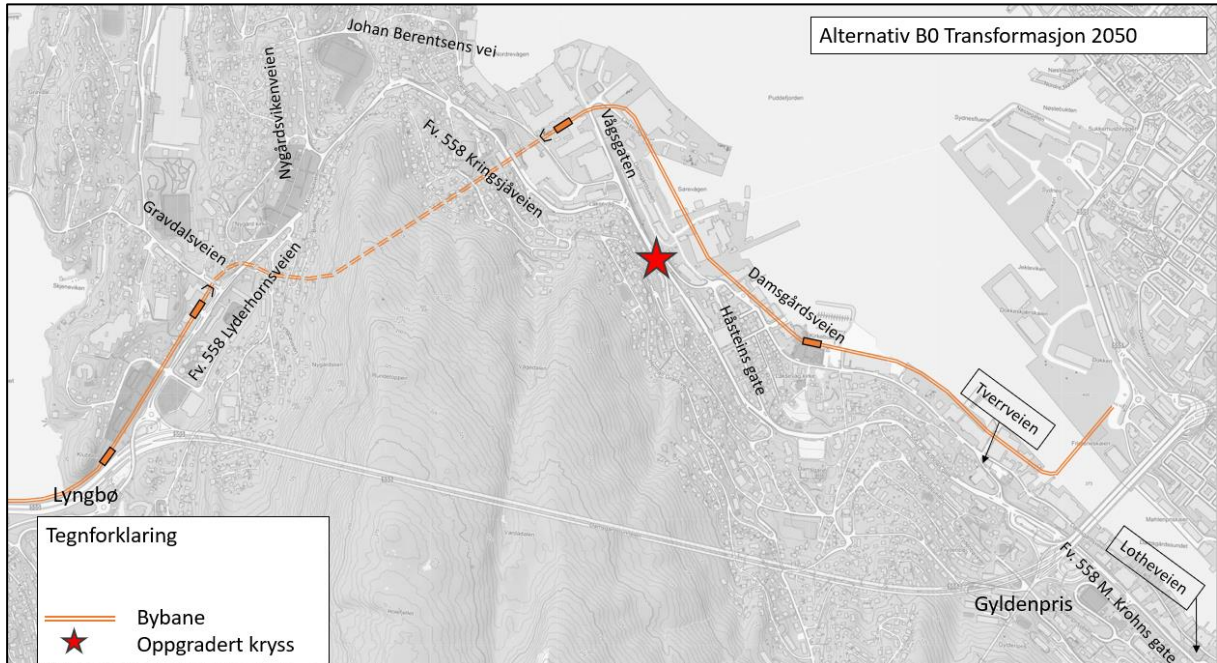 Alternativ B0 Transformasjon 2050
Johan Berentsens vei
Nygårdsvikenveien
Fv. 558 Kringsjåveien
Vågsgaten
Gravdalsveien
Fv. 558 Lyderhornsveien
Damsgårdsveien
Håsteins gate
Tverrveien
Lyngbø
Lotheveien
Gyldenpris
Fv. 558 M. Krohns gate
Tegnforklaring
Bybane
Oppgradert kryss